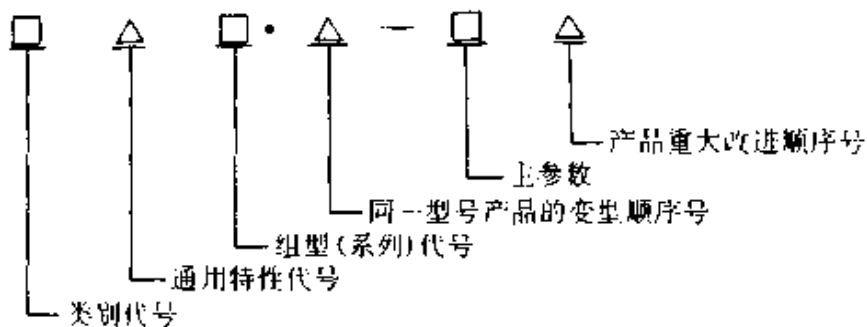 □ △ □·△-□ △
产品重大改进顺序号
主参数
同一型号产品的变型顺序号
组型(系列)代号
通用特性代号
类别代号